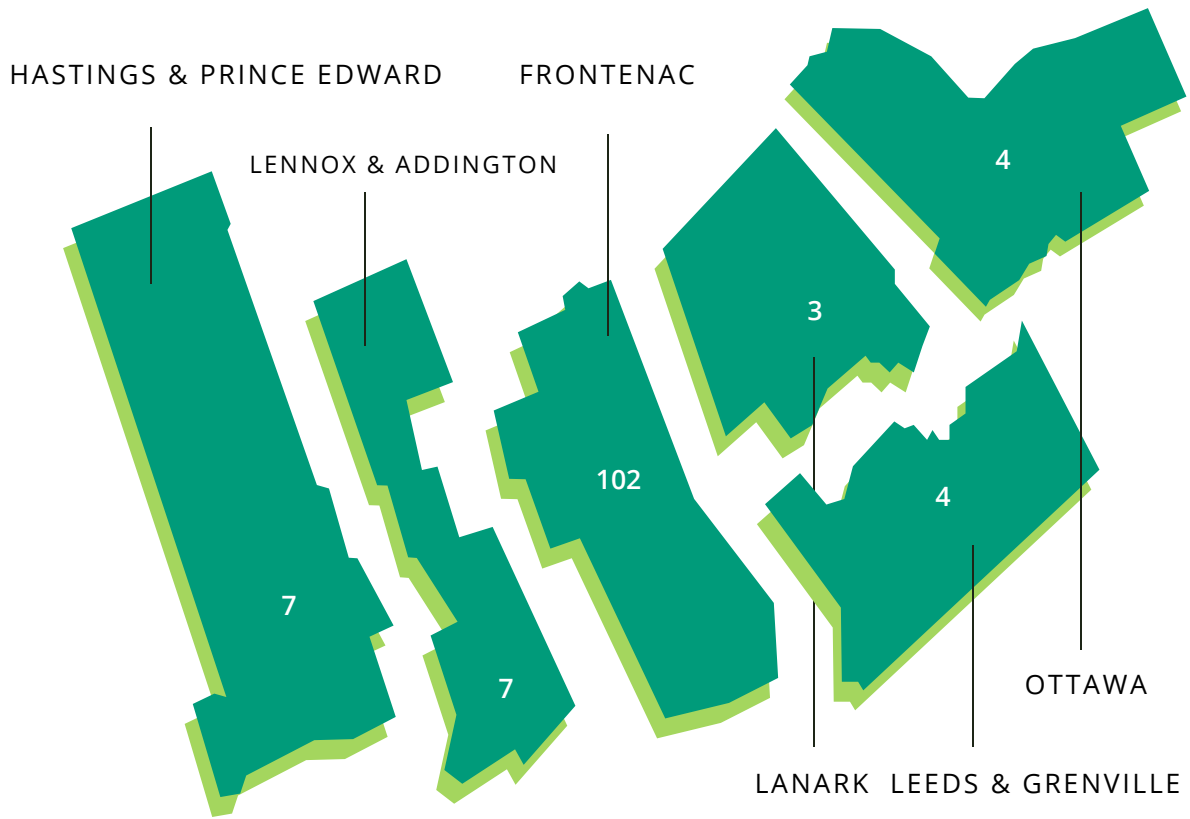 HASTINGS & PRINCE EDWARD
FRONTENAC
LENNOX & ADDINGTON
4
3
102
4
7
7
OTTAWA
LANARK
LEEDS & GRENVILLE